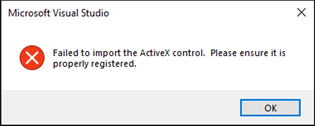 Microsoft Visual Studio
Failed to import the ActiveX control.  Please ensure it is
properly registered.
OK